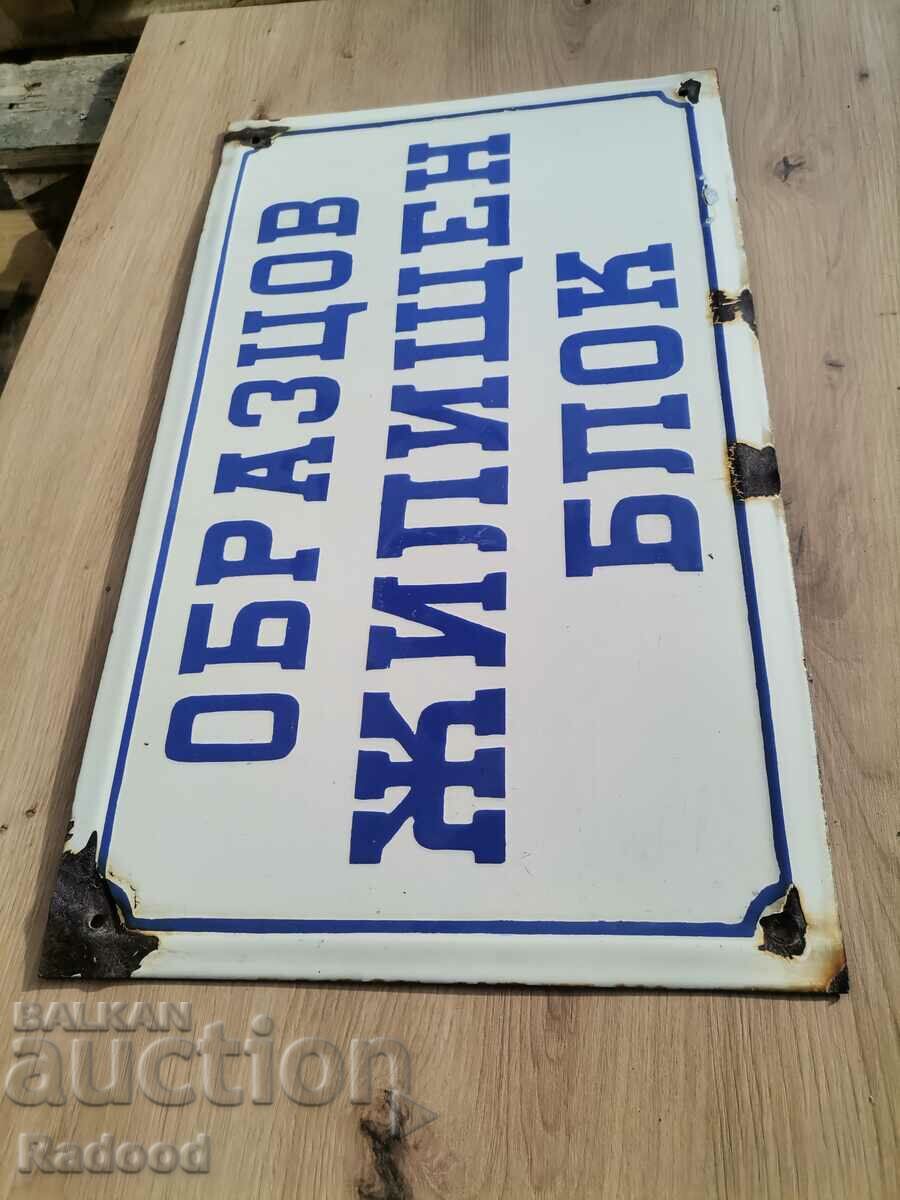 ОБРАЗЦОВ
ЖИЛИЩЕН
БЛОК
BALKAN
auction
Radood